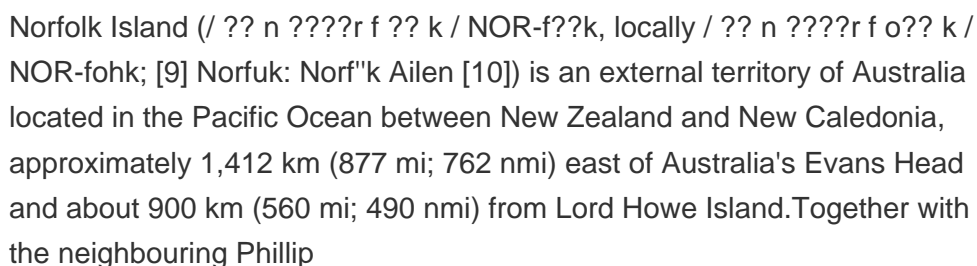 Norfolk Island (/ ?? n ????r f ?? k / NOR-f??k, locally / ?? n ????r f o?? k /
NOR-fohk; [9] Norfuk: Norf''k Ailen [10]) is an external territory of Australia
located in the Pacific Ocean between New Zealand and New Caledonia,
approximately 1,412 km (877 mi; 762 nmi) east of Australia's Evans Head
and about 900 km (560 mi; 490 nmi) from Lord Howe Island.Together with
the neighbouring Phillip